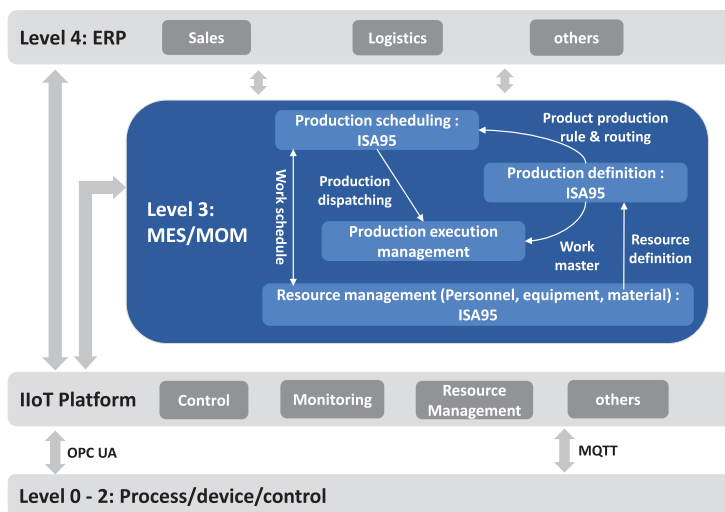 Level 4: ERP
Sales
Logistics
others
Production scheduling :
ISA95
Product production
rule & routing
Production definition :
ISA95
Production
dispatching
Work schedule
Level 3:
MES/MOM
Production execution
management
Work
master
Resource
definition
Resource management (Personnel, equipment, material) :
ISA95
IIoT Platform
Control
Monitoring
Resource
Management
others
OPC UA
MQTT
Level 0 - 2: Process/device/control